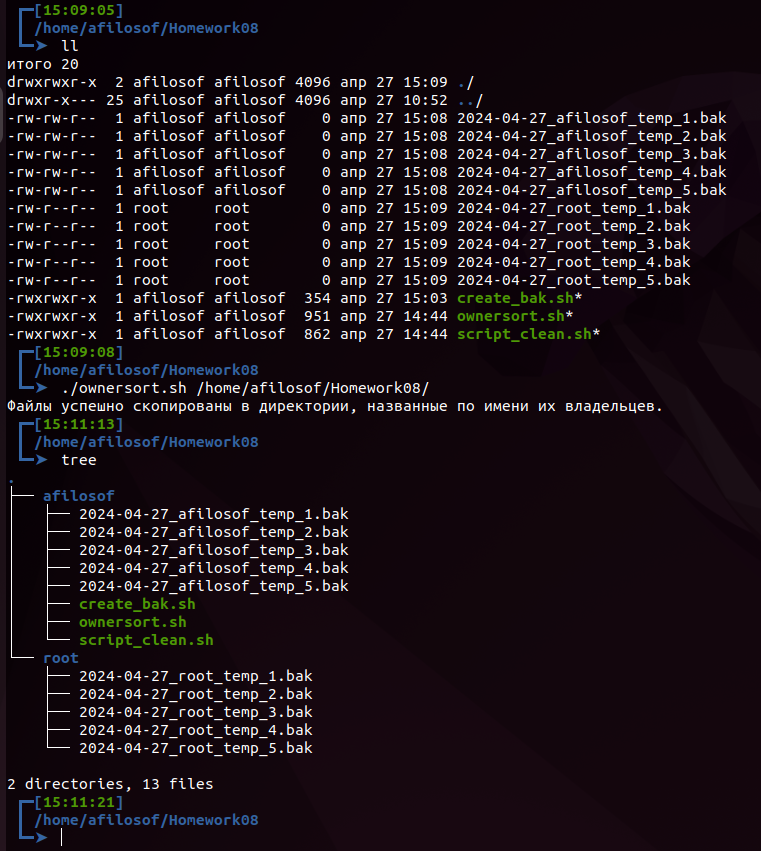 [15:09:05]
/home/afilosof/Homework08
ll
итого 20
drwxrwxr-x  2 afilosof afilosof 4096 апр 27 15:09 ./
drwxr-x--- 25 afilosof afilosof 4096 апр 27 10:52 ../
-rw-rw-r--  1 afilosof afilosof    0 апр 27 15:08 2024-04-27_afilosof_temp_1.bak
-rw-rw-r--  1 afilosof afilosof    0 апр 27 15:08 2024-04-27_afilosof_temp_2.bak
-rw-rw-r--  1 afilosof afilosof    0 апр 27 15:08 2024-04-27_afilosof_temp_3.bak
-rw-rw-r--  1 afilosof afilosof    0 апр 27 15:08 2024-04-27_afilosof_temp_4.bak
-rw-rw-r--  1 afilosof afilosof    0 апр 27 15:08 2024-04-27_afilosof_temp_5.bak
-rw-r--r--  1 root     root        0 апр 27 15:09 2024-04-27_root_temp_1.bak
-rw-r--r--  1 root     root        0 апр 27 15:09 2024-04-27_root_temp_2.bak
-rw-r--r--  1 root     root        0 апр 27 15:09 2024-04-27_root_temp_3.bak
-rw-r--r--  1 root     root        0 апр 27 15:09 2024-04-27_root_temp_4.bak
-rw-r--r--  1 root     root        0 апр 27 15:09 2024-04-27_root_temp_5.bak
-rwxrwxr-x  1 afilosof afilosof  354 апр 27 15:03 create_bak.sh*
-rwxrwxr-x  1 afilosof afilosof  951 апр 27 14:44 ownersort.sh*
-rwxrwxr-x  1 afilosof afilosof  862 апр 27 14:44 script_clean.sh*
[15:09:08]
/home/afilosof/Homework08
./ownersort.sh /home/afilosof/Homework08/
Файлы успешно скопированы в директории, названные по имени их владельцев.
[15:11:13]
/home/afilosof/Homework08
tree
.
├── afilosof
│   ├── 2024-04-27_afilosof_temp_1.bak
│   ├── 2024-04-27_afilosof_temp_2.bak
│   ├── 2024-04-27_afilosof_temp_3.bak
│   ├── 2024-04-27_afilosof_temp_4.bak
│   ├── 2024-04-27_afilosof_temp_5.bak
│   ├── create_bak.sh
│   ├── ownersort.sh
│   └── script_clean.sh
└── root
    ├── 2024-04-27_root_temp_1.bak
    ├── 2024-04-27_root_temp_2.bak
    ├── 2024-04-27_root_temp_3.bak
    ├── 2024-04-27_root_temp_4.bak
    └── 2024-04-27_root_temp_5.bak
2 directories, 13 files
[15:11:21]
/home/afilosof/Homework08